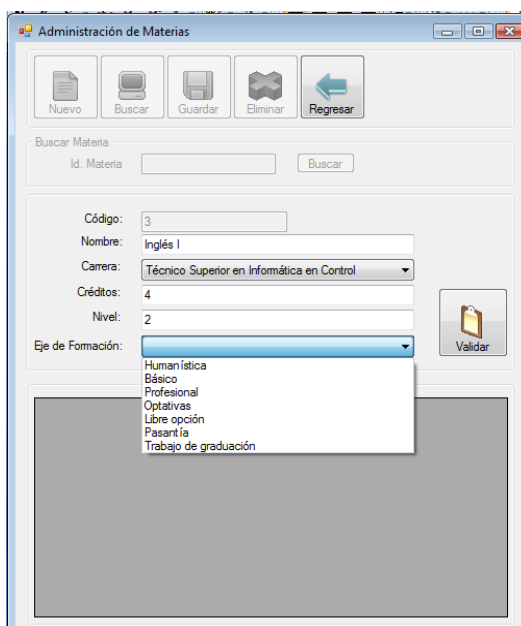 Administración de Materias
Nuevo Buscar Guardar Eliminar Regresar
Buscar Materia
Id. Materia Buscar
Código: 3
Nombre: Inglés I
Carrera: Técnico Superior en Informática en Control
Créditos: 4
Nivel: 2
Eje de Formación:
Validar
Humanística
Básico
Profesional
Optativas
Libre opción
Pasantía
Trabajo de graduación